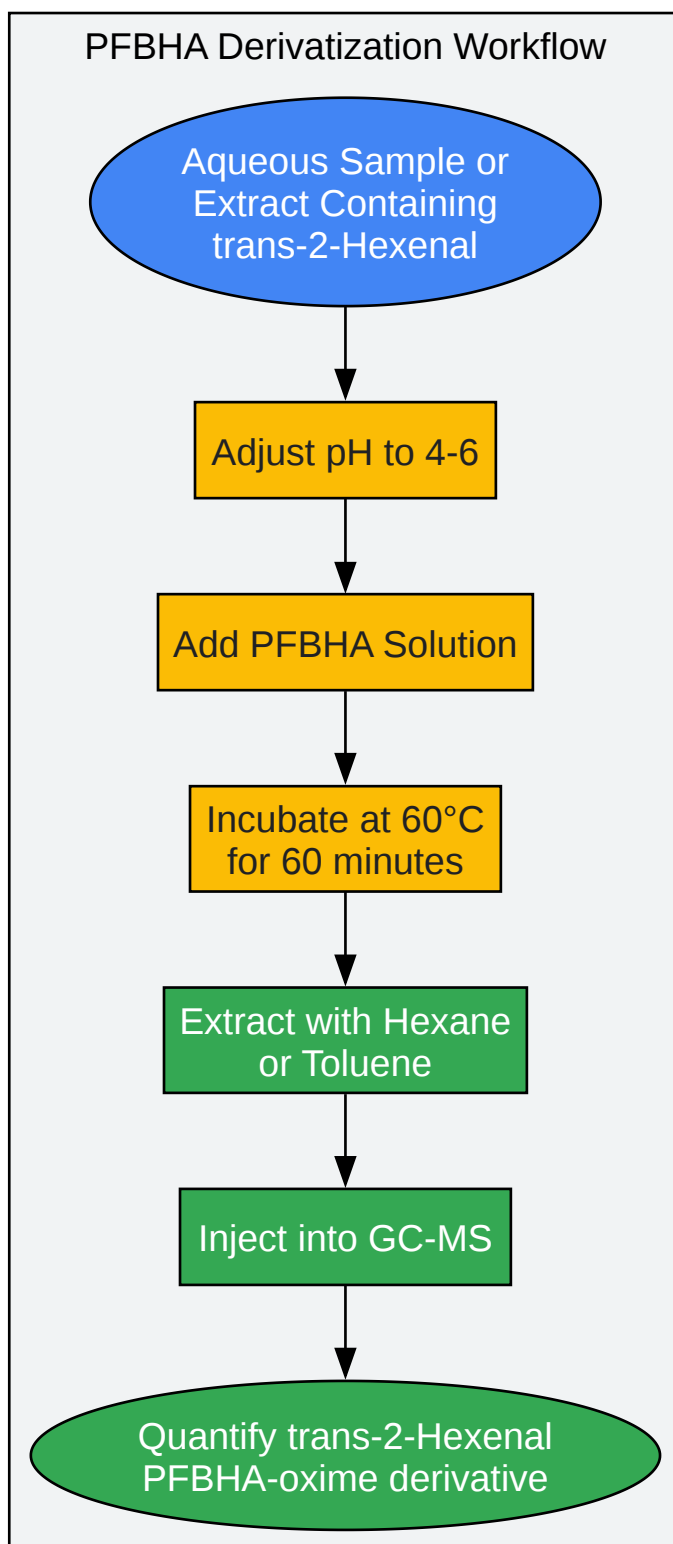 PFBHA Derivatization Workflow
Aqueous Sample or
Extract Containing
trans-2-Hexenal
Adjust pH to 4-6
Add PFBHA Solution
Incubate at 60°C
for 60 minutes
Extract with Hexane
or Toluene
Inject into GC-MS
Quantify trans-2-Hexenal
PFBHA-oxime derivative